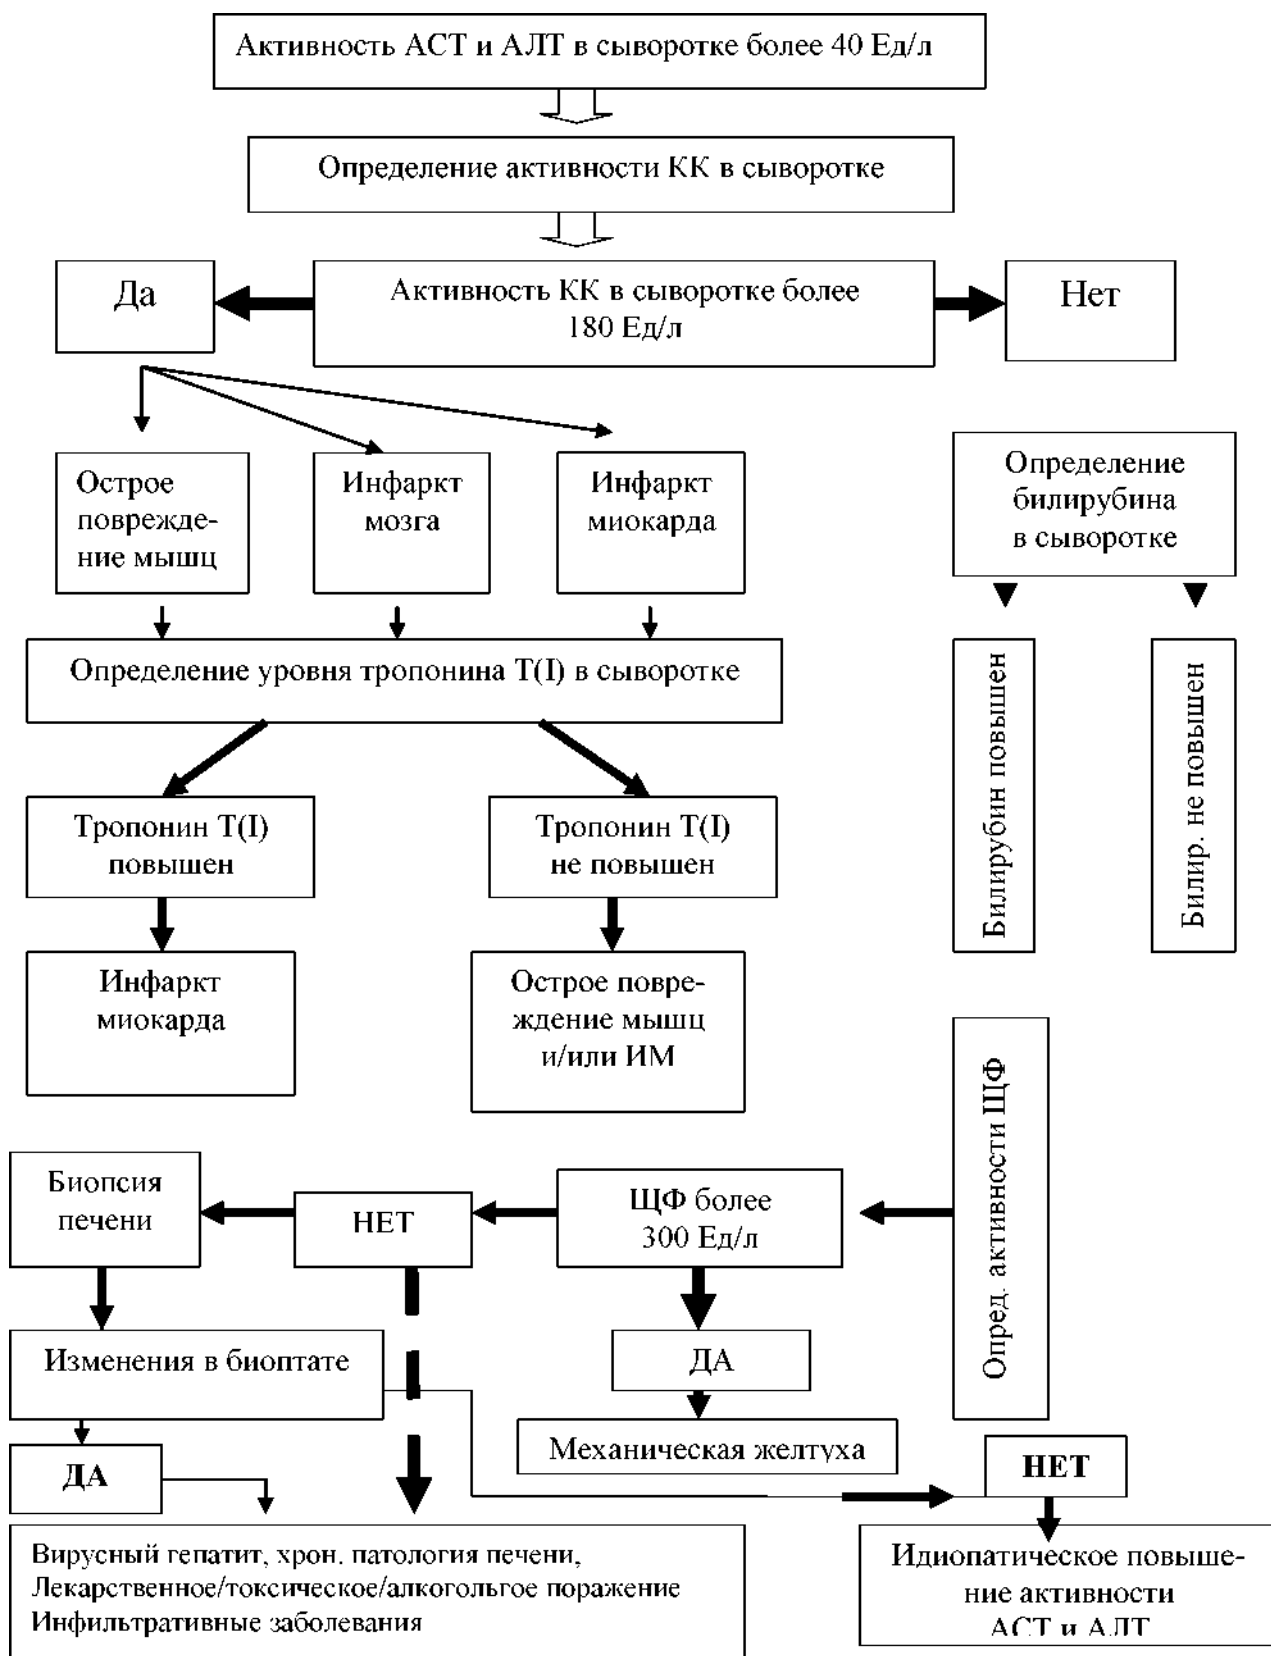 Активность АСТ и АЛТ в сыворотке более 40 Ед/л
Определение активности КК в сыворотке
Да
Активность КК в сыворотке более
180 Ед/л
Нет
Острое
поврежде-
ние мышц
Инфаркт
мозга
Инфаркт
миокарда
Определение
билирубина
в сыворотке
Определение уровня тропонина Т(I) в сыворотке
Билирубин повышен
Билир. не повышен
Тропонин Т(I)
повышен
Тропонин Т(I)
не повышен
Инфаркт
миокарда
Острое повре-
ждение мышц
и/или ИМ
Опред. активности ЩФ
Биопсия
печени
НЕТ
ЩФ более
300 Ед/л
Изменения в биоптате
ДА
Механическая желтуха
ДА
НЕТ
Вирусный гепатит, хрон. патология печени,
Лекарственное/токсическое/алкогольгое поражение
Инфильтративные заболевания
Идиопатическое повыше-
ние активности
АСТ и АЛТ